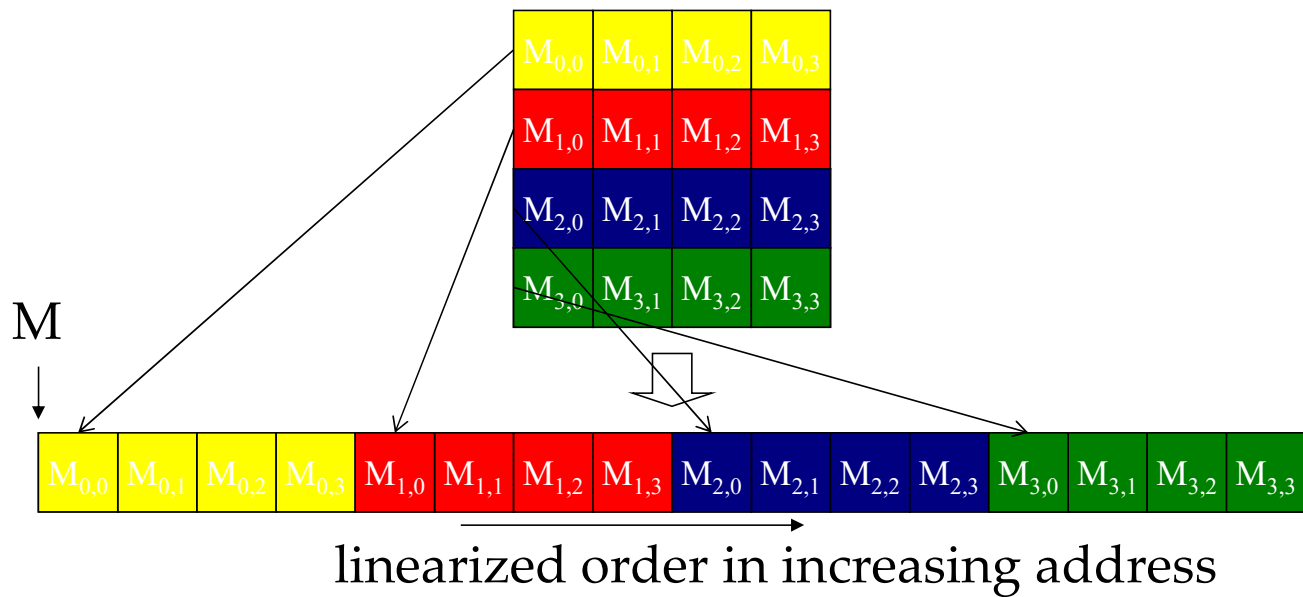 M₀,₀ M₀,₁ M₀,₂ M₀,₃
M₁,₀ M₁,₁ M₁,₂ M₁,₃
M₂,₀ M₂,₁ M₂,₂ M₂,₃
M₃,₀ M₃,₁ M₃,₂ M₃,₃
M
M₀,₀ M₀,₁ M₀,₂ M₀,₃ M₁,₀ M₁,₁ M₁,₂ M₁,₃ M₂,₀ M₂,₁ M₂,₂ M₂,₃ M₃,₀ M₃,₁ M₃,₂ M₃,₃
linearized order in increasing address